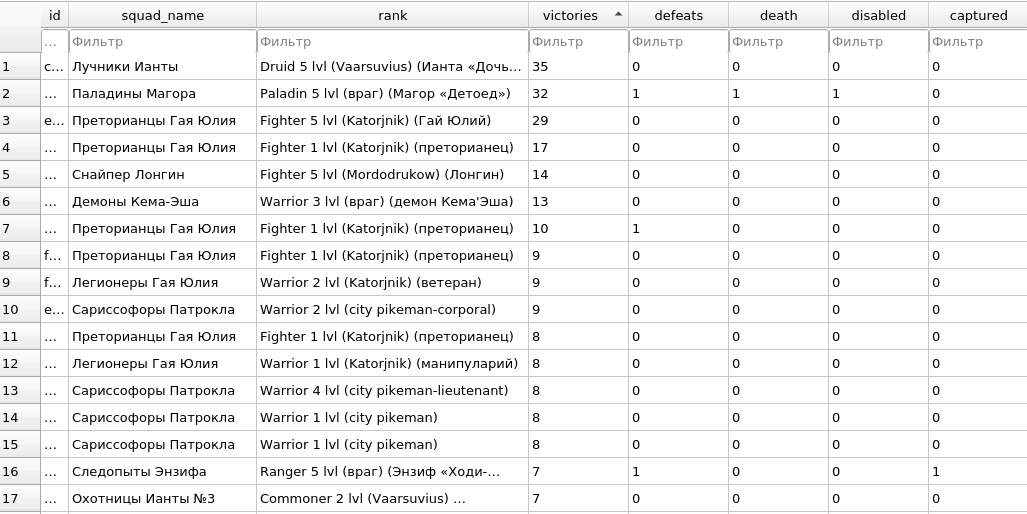 id squad_name rank victories defeats death disabled captured
... Фильтр Фильтр Фильтр Фильтр Фильтр Фильтр Фильтр
1 c... Лучники Ианты Druid 5 lvl (Vaarsuvius) (Ианта «Дочь... 35 0 0 0 0
2 ... Паладины Магора Paladin 5 lvl (враг) (Магор «Детоед») 32 1 1 1 0
3 e... Преторианцы Гая Юлия Fighter 5 lvl (Katorjnik) (Гай Юлий) 29 0 0 0 0
4 ... Преторианцы Гая Юлия Fighter 1 lvl (Katorjnik) (преторианец) 17 0 0 0 0
5 ... Снайпер Лонгин Fighter 5 lvl (Mordodrukow) (Лонгин) 14 0 0 0 0
6 ... Демоны Кема-Эша Warrior 3 lvl (враг) (демон Кема'Эша) 13 0 0 0 0
7 ... Преторианцы Гая Юлия Fighter 1 lvl (Katorjnik) (преторианец) 10 1 0 0 0
8 f... Преторианцы Гая Юлия Fighter 1 lvl (Katorjnik) (преторианец) 9 0 0 0 0
9 f... Легионеры Гая Юлия Warrior 2 lvl (Katorjnik) (ветеран) 9 0 0 0 0
10 e... Сариссофоры Патрокла Warrior 2 lvl (city pikeman-corporal) 9 0 0 0 0
11 ... Преторианцы Гая Юлия Fighter 1 lvl (Katorjnik) (преторианец) 8 0 0 0 0
12 ... Легионеры Гая Юлия Warrior 1 lvl (Katorjnik) (манипуларий) 8 0 0 0 0
13 ... Сариссофоры Патрокла Warrior 4 lvl (city pikeman-lieutenant) 8 0 0 0 0
14 ... Сариссофоры Патрокла Warrior 1 lvl (city pikeman) 8 0 0 0 0
15 ... Сариссофоры Патрокла Warrior 1 lvl (city pikeman) 8 0 0 0 0
16 ... Следопыты Энзифа Ranger 5 lvl (враг) (Энзиф «Ходи-... 7 1 0 0 1
17 ... Охотницы Ианты №3 Commoner 2 lvl (Vaarsuvius) ... 7 0 0 0 0